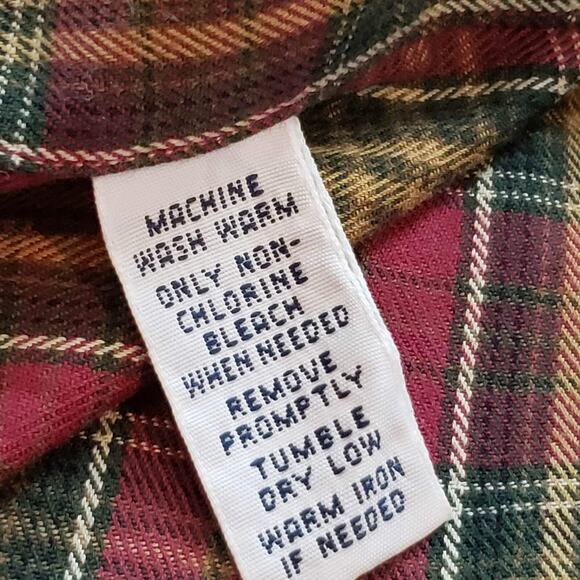 MACHINE
WASH WARM
ONLY NON-
CHLORINE
BLEACH
WHEN NEEDED
REMOVE
PROMPTLY
TUMBLE
DRY LOW
WARM IRON
IF NEEDED